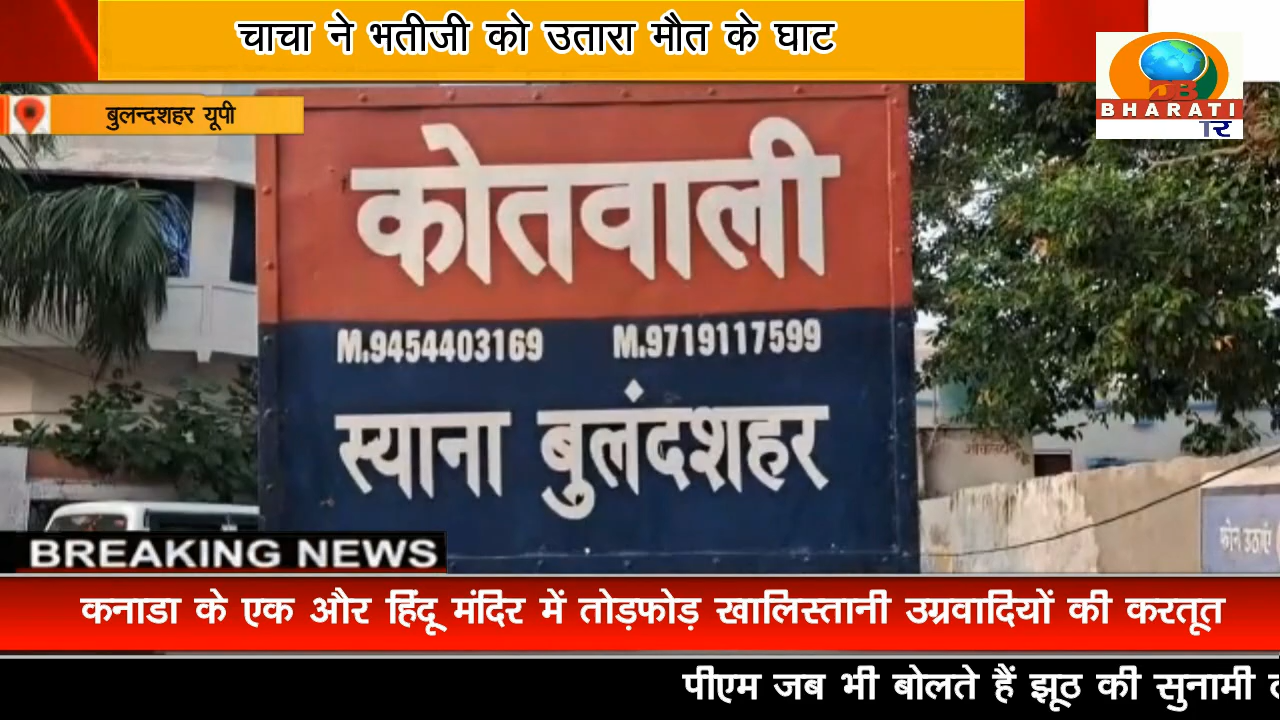 चाचा ने भतीजी को उतारा मौत के घाट
BHARATI
बुलन्दशहर यूपी
कोतवाली
M.9454403169 M.9719117599
स्याना बुलंदशहर
फोन उठाएं
BREAKING NEWS
कनाडा के एक और हिंदू मंदिर में तोड़फोड़ खालिस्तानी उग्रवादियों की करतूत
पीएम जब भी बोलते हैं झूठ की सुनामी